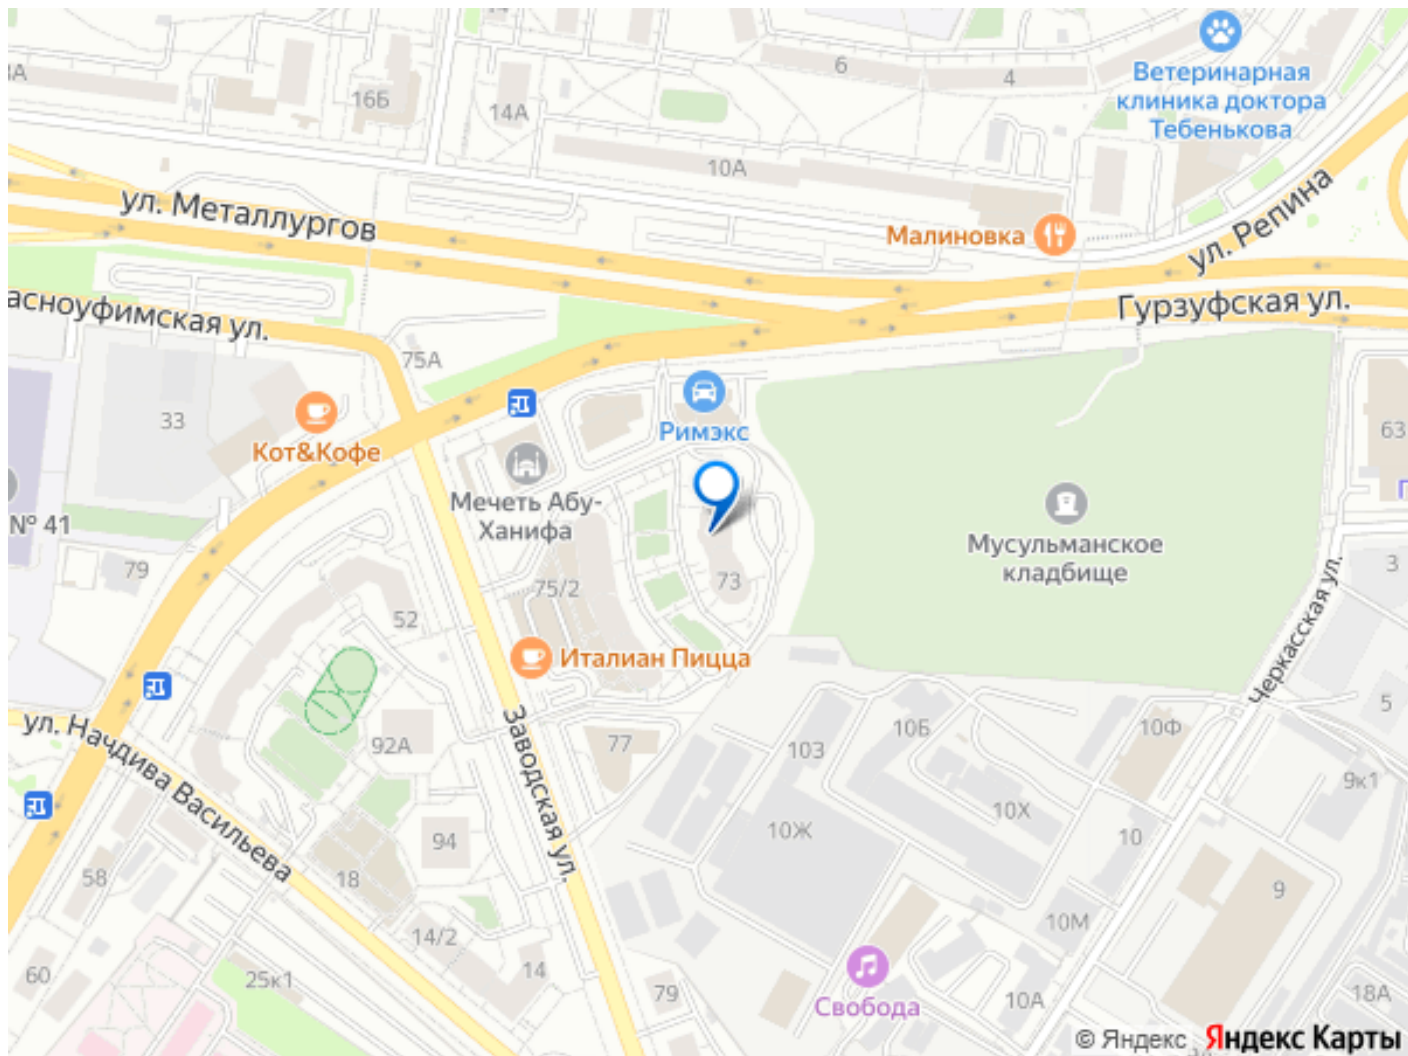 Ветеринарная
клиника доктора
Тебенькова
6
4
16Б
14А
10А
ул. Металлургов
Малиновка
ул. Репина
Гурзуфская ул.
асноуфимская ул.
75А
33
Кот&Кофе
Римэкс
63
Мечеть Абу-
Ханифа
№ 41
Мусульманское
кладбище
79
75/2
73
3
52
Италиан Пицца
Черкасская ул.
5
ул. Начдива Васильева
92А
Заводская ул.
77
103
10Б
10Ф
9к1
10Ж
10Х
10
94
58
18
9
10М
14/2
14
60
25к1
79
Свобода
10А
18А
© Яндекс
Яндекс Карты